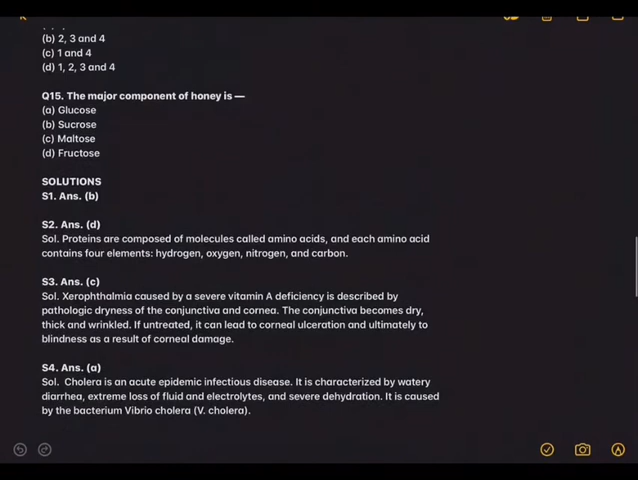 (b) 2, 3 and 4
(c) 1 and 4
(d) 1, 2, 3 and 4
Q15. The major component of honey is —
(a) Glucose
(b) Sucrose
(c) Maltose
(d) Fructose
SOLUTIONS
S1. Ans. (b)
S2. Ans. (d)
Sol. Proteins are composed of molecules called amino acids, and each amino acid
contains four elements: hydrogen, oxygen, nitrogen, and carbon.
S3. Ans. (c)
Sol. Xerophthalmia caused by a severe vitamin A deficiency is described by
pathologic dryness of the conjunctiva and cornea. The conjunctiva becomes dry,
thick and wrinkled. If untreated, it can lead to corneal ulceration and ultimately to
blindness as a result of corneal damage.
S4. Ans. (a)
Sol.  Cholera is an acute epidemic infectious disease. It is characterized by watery
diarrhea, extreme loss of fluid and electrolytes, and severe dehydration. It is caused
by the bacterium Vibrio cholera (V. cholera).